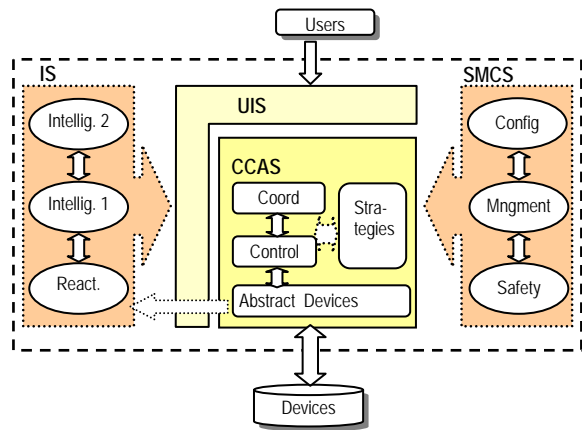 Users
IS
SMCS
Intellig. 2
UIS
Config
CCAS
Coord
Stra-
tegies
Intellig. 1
Mngment
Control
React.
Abstract Devices
Safety
Devices